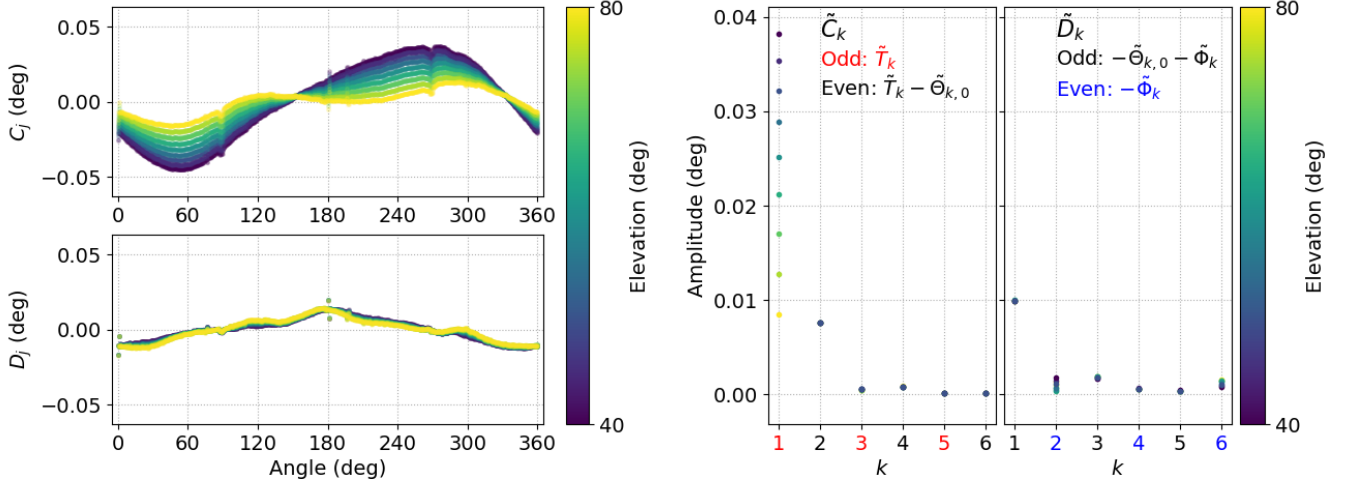 0.05
0.00
−0.05
C_j (deg)
0 60 120 180 240 300 360
0.05
0.00
−0.05
D_j (deg)
0 60 120 180 240 300 360
Angle (deg)
80
40
Elevation (deg)
0.04
0.03
0.02
0.01
0.00
Amplitude (deg)
C̃_k
Odd: T̃_k
Even: T̃_k − Θ̃_{k, 0}
1 2 3 4 5 6
k
D̃_k
Odd: −Θ̃_{k, 0} − Φ̃_k
Even: −Φ̃_k
1 2 3 4 5 6
k
80
40
Elevation (deg)